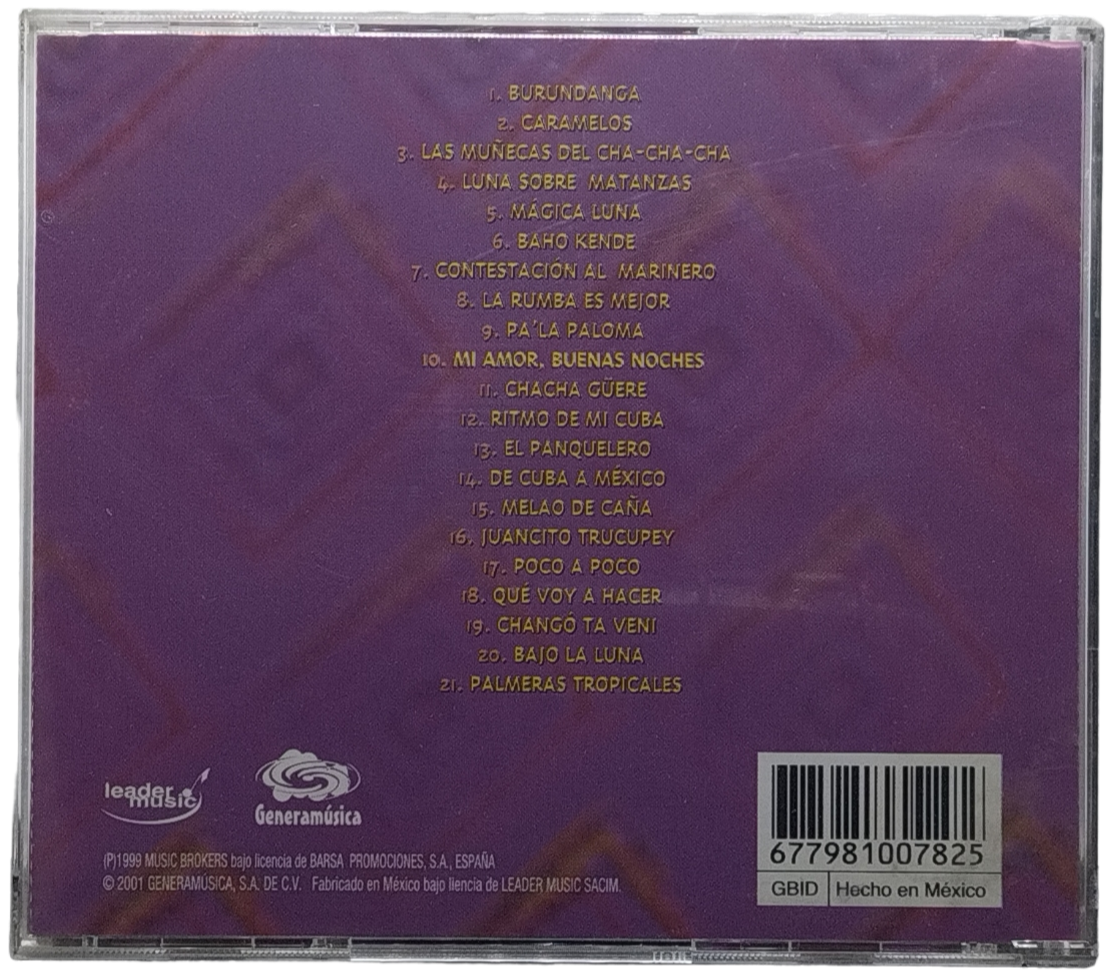 1. BURUNDANGA
2. CARAMELOS
3. LAS MUÑECAS DEL CHA-CHA-CHA
4. LUNA SOBRE MATANZAS
5. MÁGICA LUNA
6. BAHO KENDE
7. CONTESTACIÓN AL MARINERO
8. LA RUMBA ES MEJOR
9. PA'LA PALOMA
10. MI AMOR, BUENAS NOCHES
11. CHACHA GÜERE
12. RITMO DE MI CUBA
13. EL PANQUELERO
14. DE CUBA A MÉXICO
15. MELAO DE CAÑA
16. JUANCITO TRUCUPEY
17. POCO A POCO
18. QUÉ VOY A HACER
19. CHANGÓ TA VENI
20. BAJO LA LUNA
21. PALMERAS TROPICALES
leader
music
Generamúsica
(P)1999 MUSIC BROKERS bajo licencia de BARSA PROMOCIONES, S.A., ESPAÑA
© 2001 GENERAMÚSICA, S.A. DE C.V. Fabricado en México bajo liencia de LEADER MUSIC SACIM.
677981007825
GBID Hecho en México